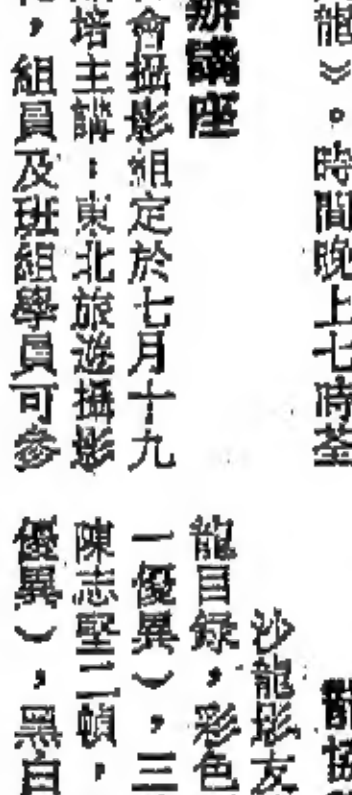 龍》。時間晚上七時荃
辦講座
會攝影組定於七月十九
培主講：東北旅遊攝影
，組員及班組學員可參
沙龍影友
龍目錄，彩色
一優異），三
陳志堅二幀，
優異），黑白